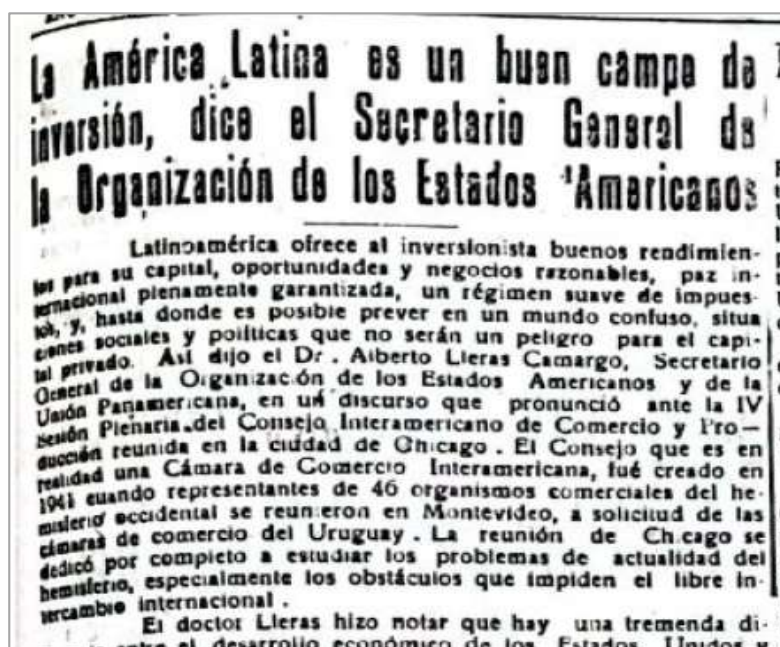 La América Latina es un buen campo de
inversión, dice el Secretario General de
la Organización de los Estados Americanos
Latinoamérica ofrece al inversionista buenos rendimien-
tos para su capital, oportunidades y negocios razonables, paz in-
ternacional plenamente garantizada, un régimen suave de impues-
tos, y, hasta donde es posible prever en un mundo confuso, situa
ciones sociales y políticas que no serán un peligro para el capi-
tal privado. Así dijo el Dr. Alberto Lleras Camargo, Secretario
General de la Organización de los Estados Americanos y de la
Unión Panamericana, en un discurso que pronunció ante la IV
Sesión Plenaria del Consejo Interamericano de Comercio y Pro-
ducción reunida en la ciudad de Chicago. El Consejo que es en
realidad una Cámara de Comercio Interamericana, fué creado en
1941 cuando representantes de 46 organismos comerciales del he-
misferio occidental se reunieron en Montevideo, a solicitud de las
cámaras de comercio del Uruguay. La reunión de Chicago se
dedicó por completo a estudiar los problemas de actualidad del
hemisferio, especialmente los obstáculos que impiden el libre in-
tercambio internacional.
El doctor Lleras hizo notar que hay una tremenda di-
entre el desarrollo económico de los Estados Unidos y